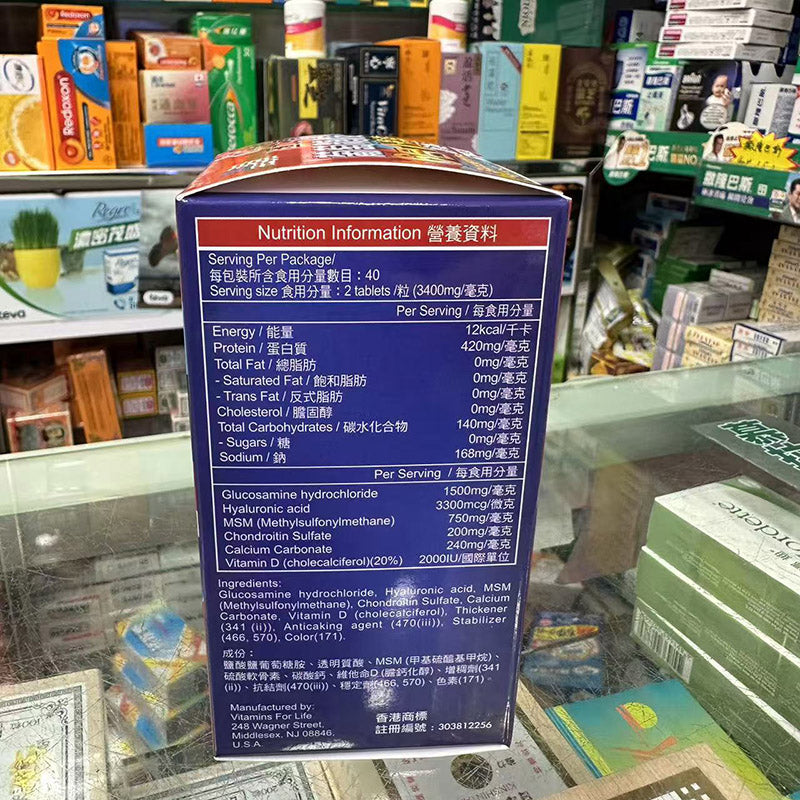 Redoxon
Redoxon
berocca
Regro
濃密茂盛
teva
teva
Nutrition Information 營養資料
Serving Per Package/
每包裝所含食用分量數目：40
Serving size 食用分量：2 tablets /粒 (3400mg/毫克)
Per Serving / 每食用分量
Energy / 能量 12kcal/千卡
Protein / 蛋白質 420mg/毫克
Total Fat / 總脂肪 0mg/毫克
- Saturated Fat / 飽和脂肪 0mg/毫克
- Trans Fat / 反式脂肪 0mg/毫克
Cholesterol / 膽固醇 0mg/毫克
Total Carbohydrates / 碳水化合物 140mg/毫克
- Sugars / 糖 0mg/毫克
Sodium / 鈉 168mg/毫克
Per Serving / 每食用分量
Glucosamine hydrochloride 1500mg/毫克
Hyaluronic acid 3300mcg/微克
MSM (Methylsulfonylmethane) 750mg/毫克
Chondroitin Sulfate 200mg/毫克
Calcium Carbonate 240mg/毫克
Vitamin D (cholecalciferol)(20%) 2000IU/國際單位
Ingredients:
Glucosamine hydrochloride, Hyaluronic acid, MSM
(Methylsulfonylmethane), Chondroitin Sulfate, Calcium
Carbonate, Vitamin D (cholecalciferol), Thickener
(341 (ii)), Anticaking agent (470(iii)), Stabilizer
(466, 570), Color(171).
成份：
鹽酸鹽葡萄糖胺、透明質酸、MSM (甲基硫醯基甲烷)、
硫酸軟骨素、碳酸鈣、維他命D (膽鈣化醇)、增稠劑(341
(ii))、抗結劑(470(iii))、穩定劑(466, 570)、色素(171)。
Manufactured by:
Vitamins For Life
248 Wagner Street,
Middlesex, NJ 08846,
U.S.A.
香港商標
註冊編號：303812256